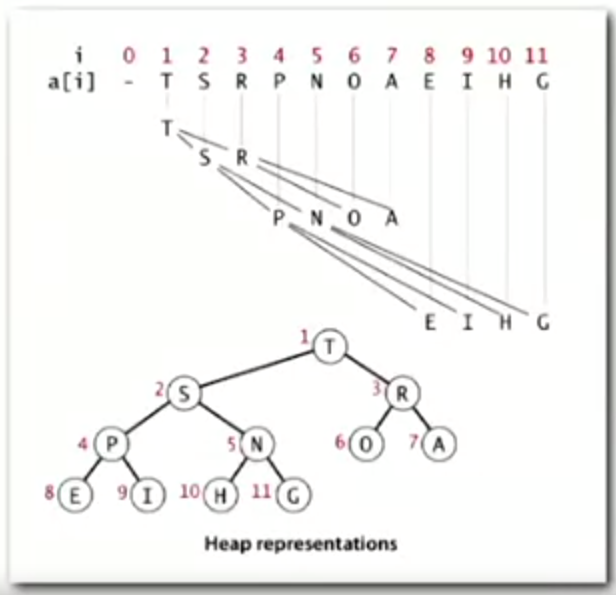 i 0 1 2 3 4 5 6 7 8 9 10 11
a[i] - T S R P N O A E I H G
T
S R
P N O A
E I H G
1 T
2 S 3 R
4 P 5 N 6 O 7 A
8 E 9 I 10 H 11 G
Heap representations